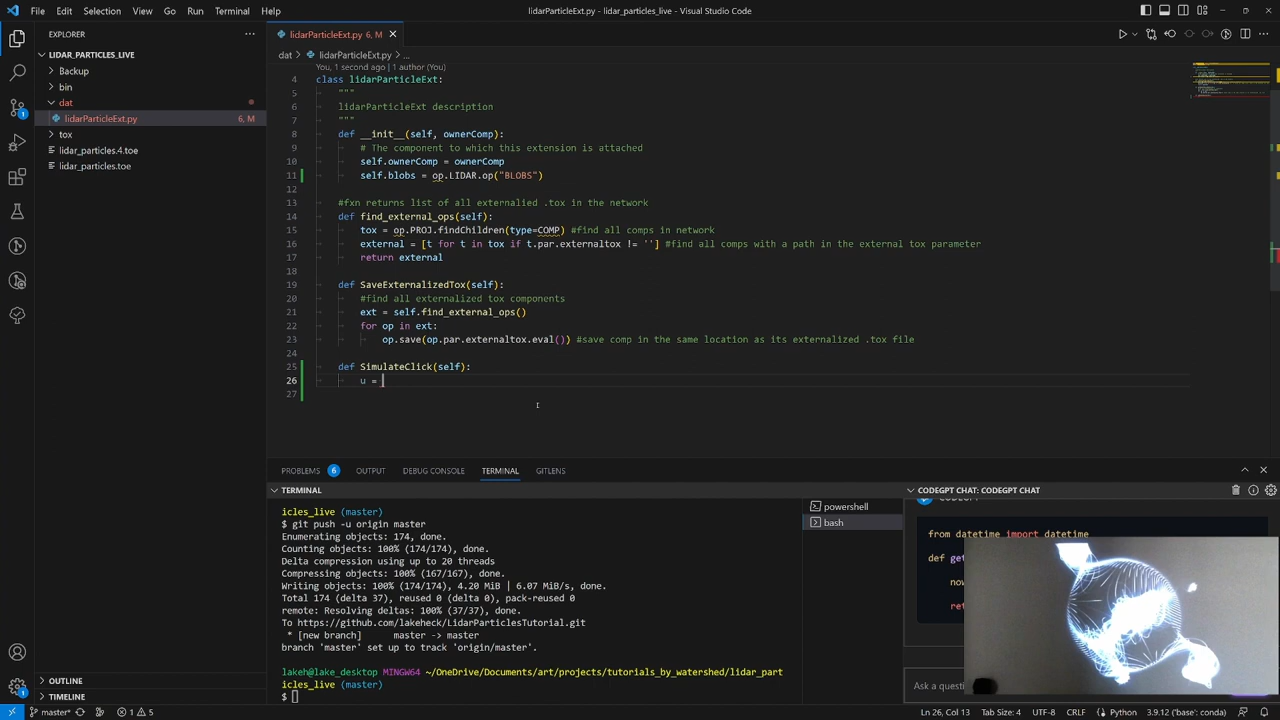 File Edit Selection View Go Run Terminal Help
lidarParticleExt.py - lidar_particles_live - Visual Studio Code
EXPLORER
LIDAR_PARTICLES_LIVE
Backup
bin
dat
lidarParticleExt.py 6, M
tox
lidar_particles.4.toe
lidar_particles.toe
OUTLINE
TIMELINE
lidarParticleExt.py 6, M
dat > lidarParticleExt.py > ...
You, 1 second ago | 1 author (You)
4 class lidarParticleExt:
5 """
6 lidarParticleExt description
7 """
8 def __init__(self, ownerComp):
9 # The component to which this extension is attached
10 self.ownerComp = ownerComp
11 self.blobs = op.LIDAR.op("BLOBS")
12
13 #fxn returns list of all externalied .tox in the network
14 def find_external_ops(self):
15 tox = op.PROJ.findChildren(type=COMP) #find all comps in network
16 external = [t for t in tox if t.par.externaltox != ''] #find all comps with a path in the external tox parameter
17 return external
18
19 def SaveExternalizedTox(self):
20 #find all externalized tox components
21 ext = self.find_external_ops()
22 for op in ext:
23 op.save(op.par.externaltox.eval()) #save comp in the same location as its externalized .tox file
24
25 def SimulateClick(self):
26 u =
27
PROBLEMS 6 OUTPUT DEBUG CONSOLE TERMINAL GITLENS
TERMINAL
icles_live (master)
$ git push -u origin master
Enumerating objects: 174, done.
Counting objects: 100% (174/174), done.
Delta compression using up to 20 threads
Compressing objects: 100% (167/167), done.
Writing objects: 100% (174/174), 4.20 MiB | 6.07 MiB/s, done.
Total 174 (delta 37), reused 0 (delta 0), pack-reused 0
remote: Resolving deltas: 100% (37/37), done.
To https://github.com/lakeheck/LidarParticlesTutorial.git
* [new branch] master -> master
branch 'master' set up to track 'origin/master'.
lakeh@lake_desktop MINGW64 ~/OneDrive/Documents/art/projects/tutorials_by_watershed/lidar_part
icles_live (master)
$
powershell
bash
CODEGPT CHAT: CODEGPT CHAT
from datetime import datetime
def get
now
Ask a
master* 1 5
Ln 26, Col 13 Tab Size: 4 UTF-8 CRLF Python 3.9.12 ('base': conda)